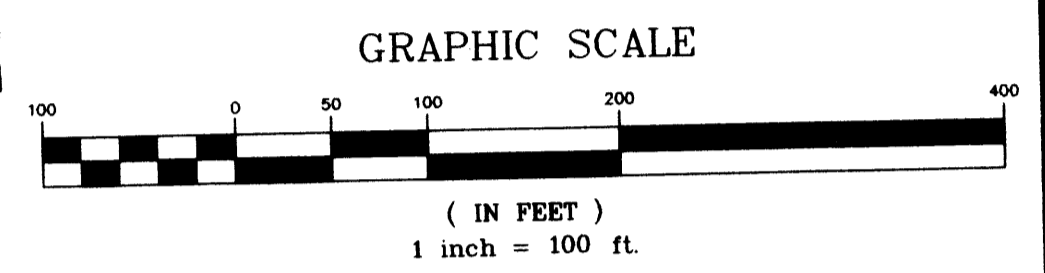 GRAPHIC SCALE
100 0 50 100 200 400
( IN FEET )
1 inch = 100 ft.